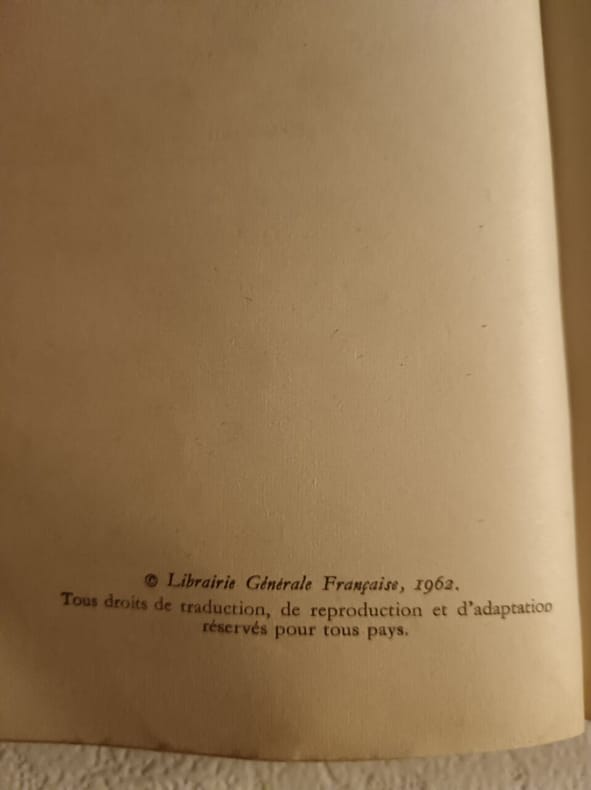 © Librairie Générale Française, 1962.
Tous droits de traduction, de reproduction et d'adaptation
réservés pour tous pays.